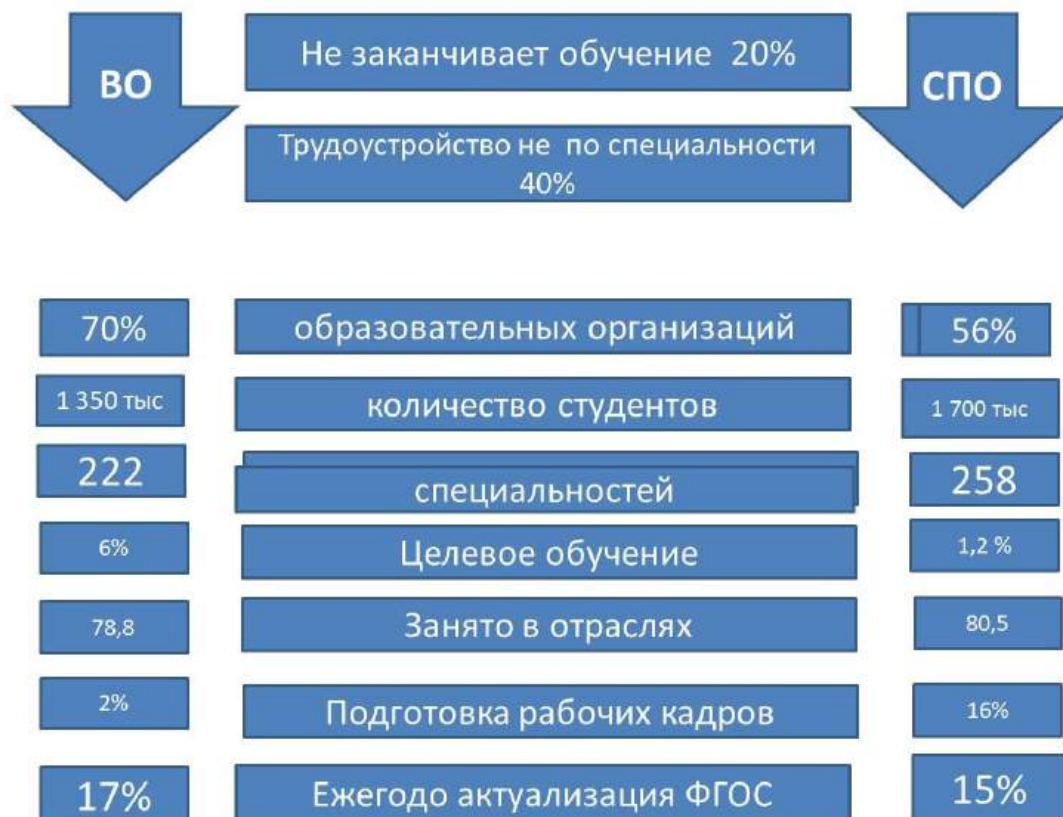 ВО
Не заканчивает обучение 20%
СПО
Трудоустройство не по специальности
40%
70%
образовательных организаций
56%
1 350 тыс
количество студентов
1 700 тыс
222
специальностей
258
6%
Целевое обучение
1,2 %
78,8
Занято в отраслях
80,5
2%
Подготовка рабочих кадров
16%
17%
Ежегодо актуализация ФГОС
15%